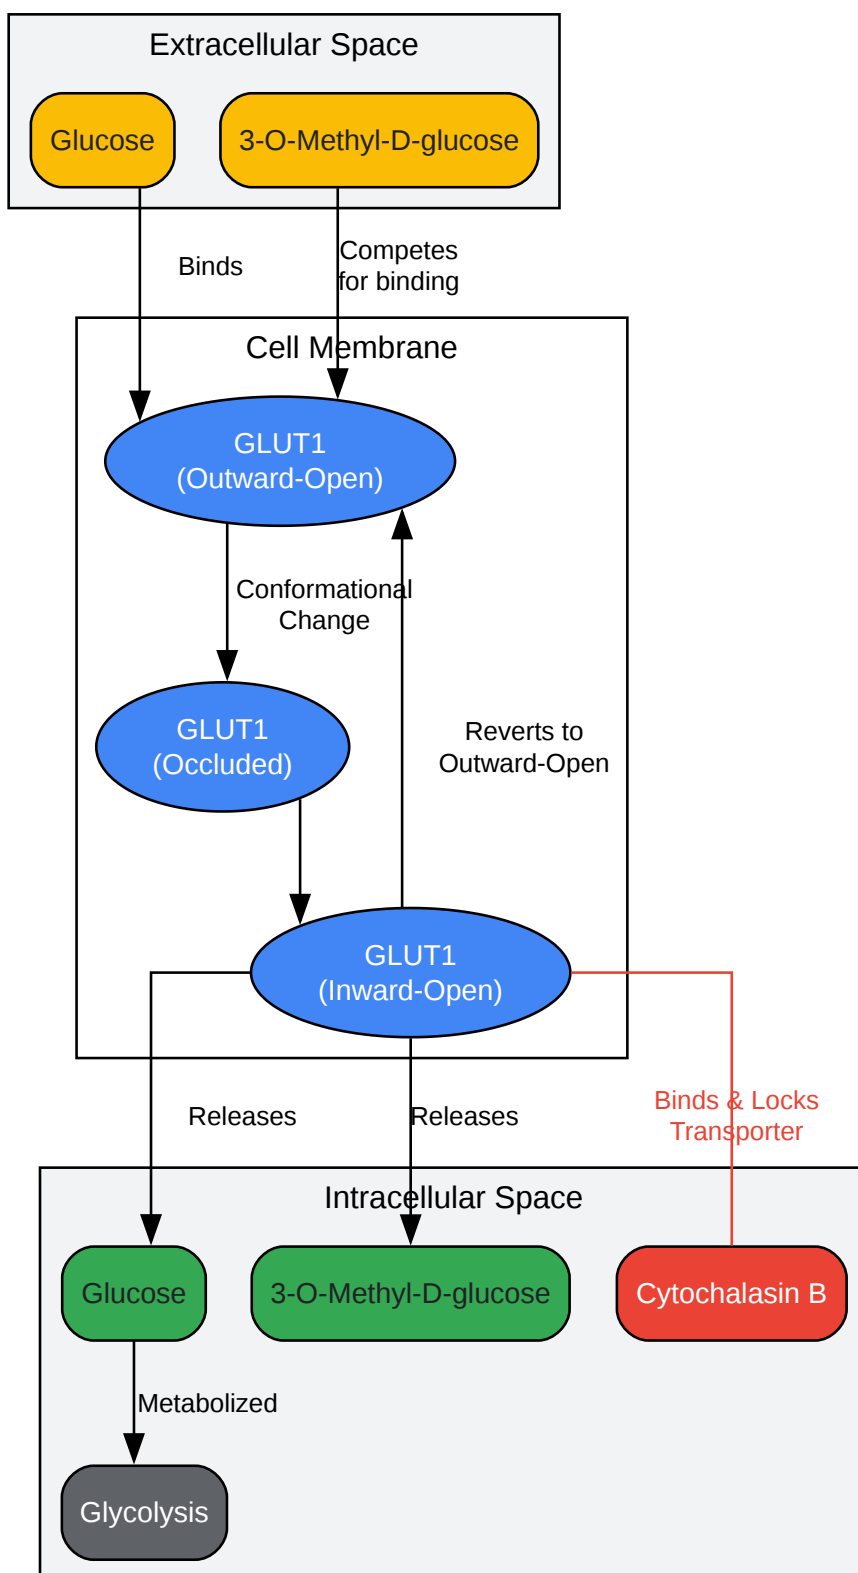 Extracellular Space
Glucose
3-O-Methyl-D-glucose
Binds
Competes
for binding
Cell Membrane
GLUT1
(Outward-Open)
Conformational
Change
GLUT1
(Occluded)
Reverts to
Outward-Open
GLUT1
(Inward-Open)
Releases
Releases
Binds & Locks
Transporter
Intracellular Space
Glucose
3-O-Methyl-D-glucose
Cytochalasin B
Metabolized
Glycolysis